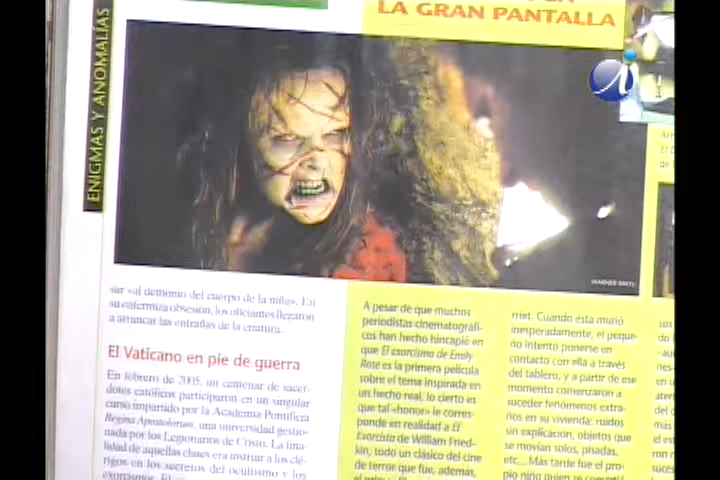 ENIGMAS Y ANOMALÍAS
LA GRAN PANTALLA
(WARNER BROS)
sar «al demonio del cuerpo de la niña». En
su enfermiza obsesión, los oficiantes llegaron
a arrancar las entrañas de la criatura.
El Vaticano en pie de guerra
En febrero de 2005, un centenar de sacer-
dotes católicos participaron en un singular
curso impartido por la Academia Pontificia
Regina Apostolorum, una universidad gestio-
nada por los Legionarios de Cristo. La fina-
lidad de aquellas clases era instruir a los clé-
rigos en los secretos del ocultismo y los
exorcismos. El
A pesar de que muchos
periodistas cinematográfi-
cos han hecho hincapié en
que El exorcismo de Emily
Rose es la primera película
sobre el tema inspirada en
un hecho real, lo cierto es
que tal «honor» le corres-
ponde en realidad a El
Exorcista de William Fried-
kin, todo un clásico del cine
de terror que fue, además,
rriet. Cuando ésta murió
inesperadamente, el peque-
ño intentó ponerse en
contacto con ella a través
del tablero, y a partir de ese
momento comenzaron a
suceder fenómenos extra-
ños en su vivienda: ruidos
sin explicación, objetos que
se movían solos, pisadas,
etc... Más tarde fue el pro-
pio niño quien